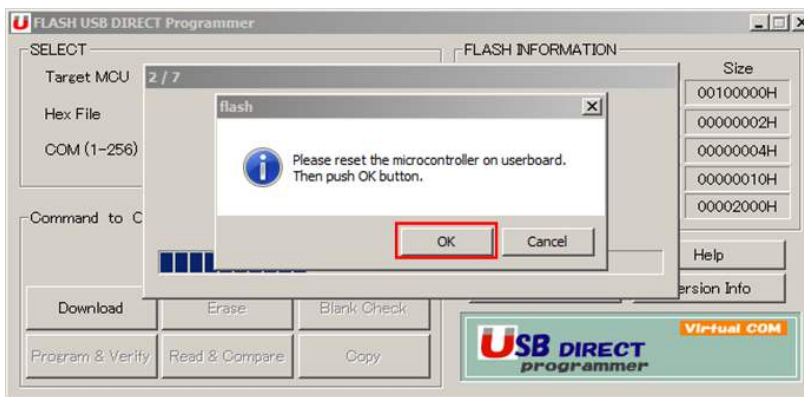 FLASH USB DIRECT Programmer
SELECT
Target MCU
Hex File
COM (1-256)
2 / 7
flash
Please reset the microcontroller on userboard.
Then push OK button.
OK
Cancel
FLASH INFORMATION
Size
00100000H
00000002H
00000004H
00000010H
00002000H
Command to
Download
Erase
Blank Check
Program & Verify
Read & Compare
Copy
Help
Info
USB DIRECT
programmer
Virtual COM